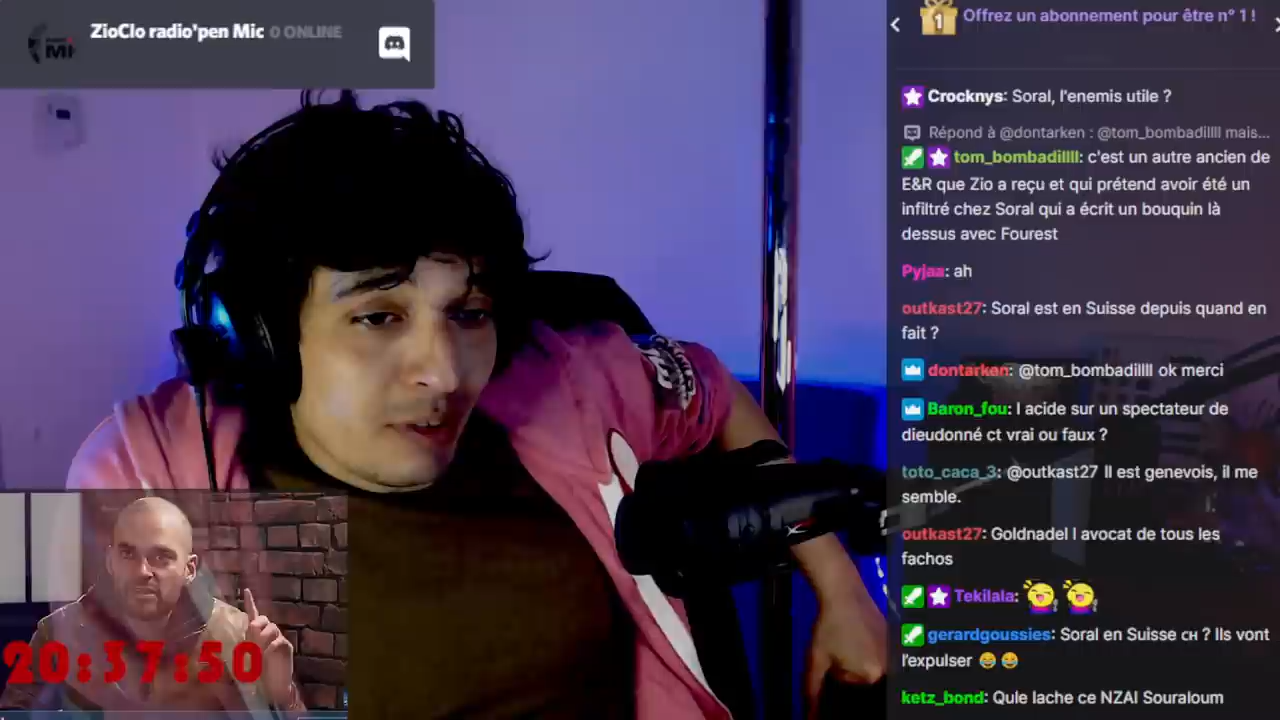 ZioClo radio'pen Mic 0 ONLINE
MI
1 Offrez un abonnement pour être n° 1 !
Crocknys: Soral, l'enemis utile ?
Répond à @dontarken : @tom_bombadillll mais...
tom_bombadillll: c'est un autre ancien de
E&R que Zio a reçu et qui prétend avoir été un
infiltré chez Soral qui a écrit un bouquin là
dessus avec Fourest
Pyjaa: ah
outkast27: Soral est en Suisse depuis quand en
fait ?
dontarken: @tom_bombadillll ok merci
Baron_fou: l acide sur un spectateur de
dieudonné ct vrai ou faux ?
toto_caca_3: @outkast27 Il est genevois, il me
semble.
outkast27: Goldnadel l avocat de tous les
fachos
Tekilala:
gerardgoussies: Soral en Suisse 🇨🇭 ? Ils vont
l'expulser 😂 😂
ketz_bond: Qule lache ce NZAI Souraloum
20:37:50